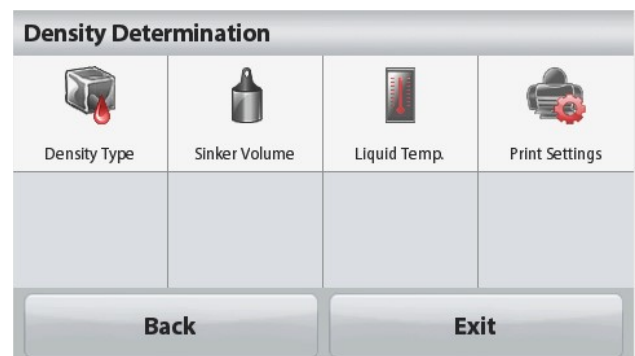 Density Determination
Density Type
Sinker Volume
Liquid Temp.
Print Settings
Back
Exit